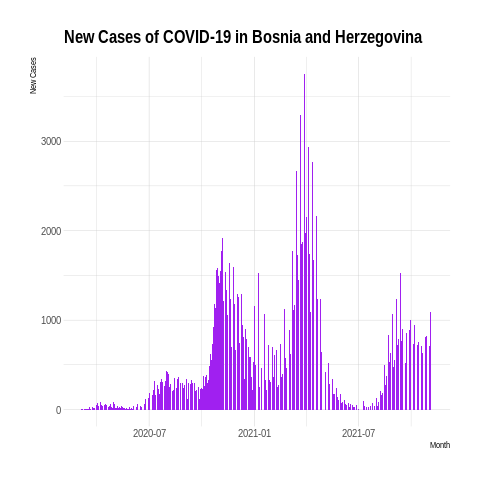 New Cases of COVID-19 in Bosnia and Herzegovina
New Cases
3000
2000
1000
0
2020-07
2021-01
2021-07
Month